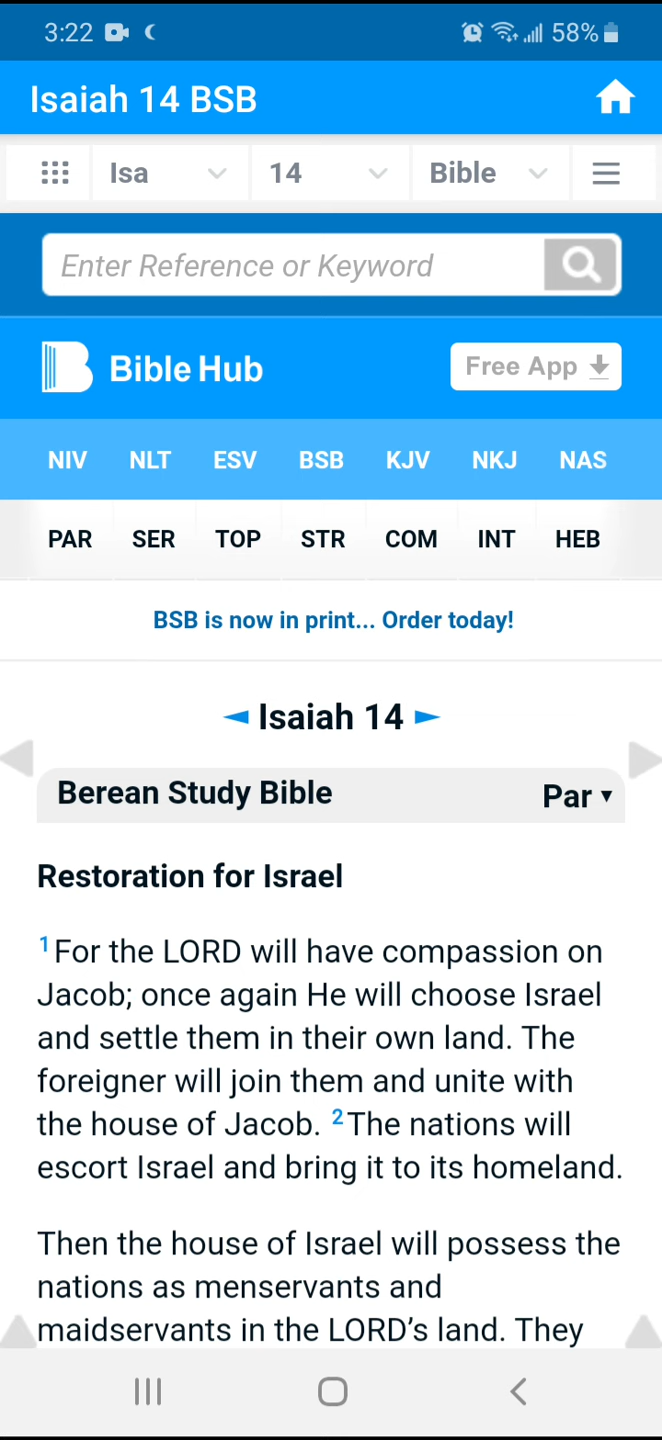 3:22 58%
Isaiah 14 BSB
Isa 14 Bible
Enter Reference or Keyword
Bible Hub Free App
NIV NLT ESV BSB KJV NKJ NAS
PAR SER TOP STR COM INT HEB
BSB is now in print... Order today!
◄ Isaiah 14 ►
Berean Study Bible Par ▼
Restoration for Israel
1 For the LORD will have compassion on
Jacob; once again He will choose Israel
and settle them in their own land. The
foreigner will join them and unite with
the house of Jacob. 2 The nations will
escort Israel and bring it to its homeland.
Then the house of Israel will possess the
nations as menservants and
maidservants in the LORD’s land. They